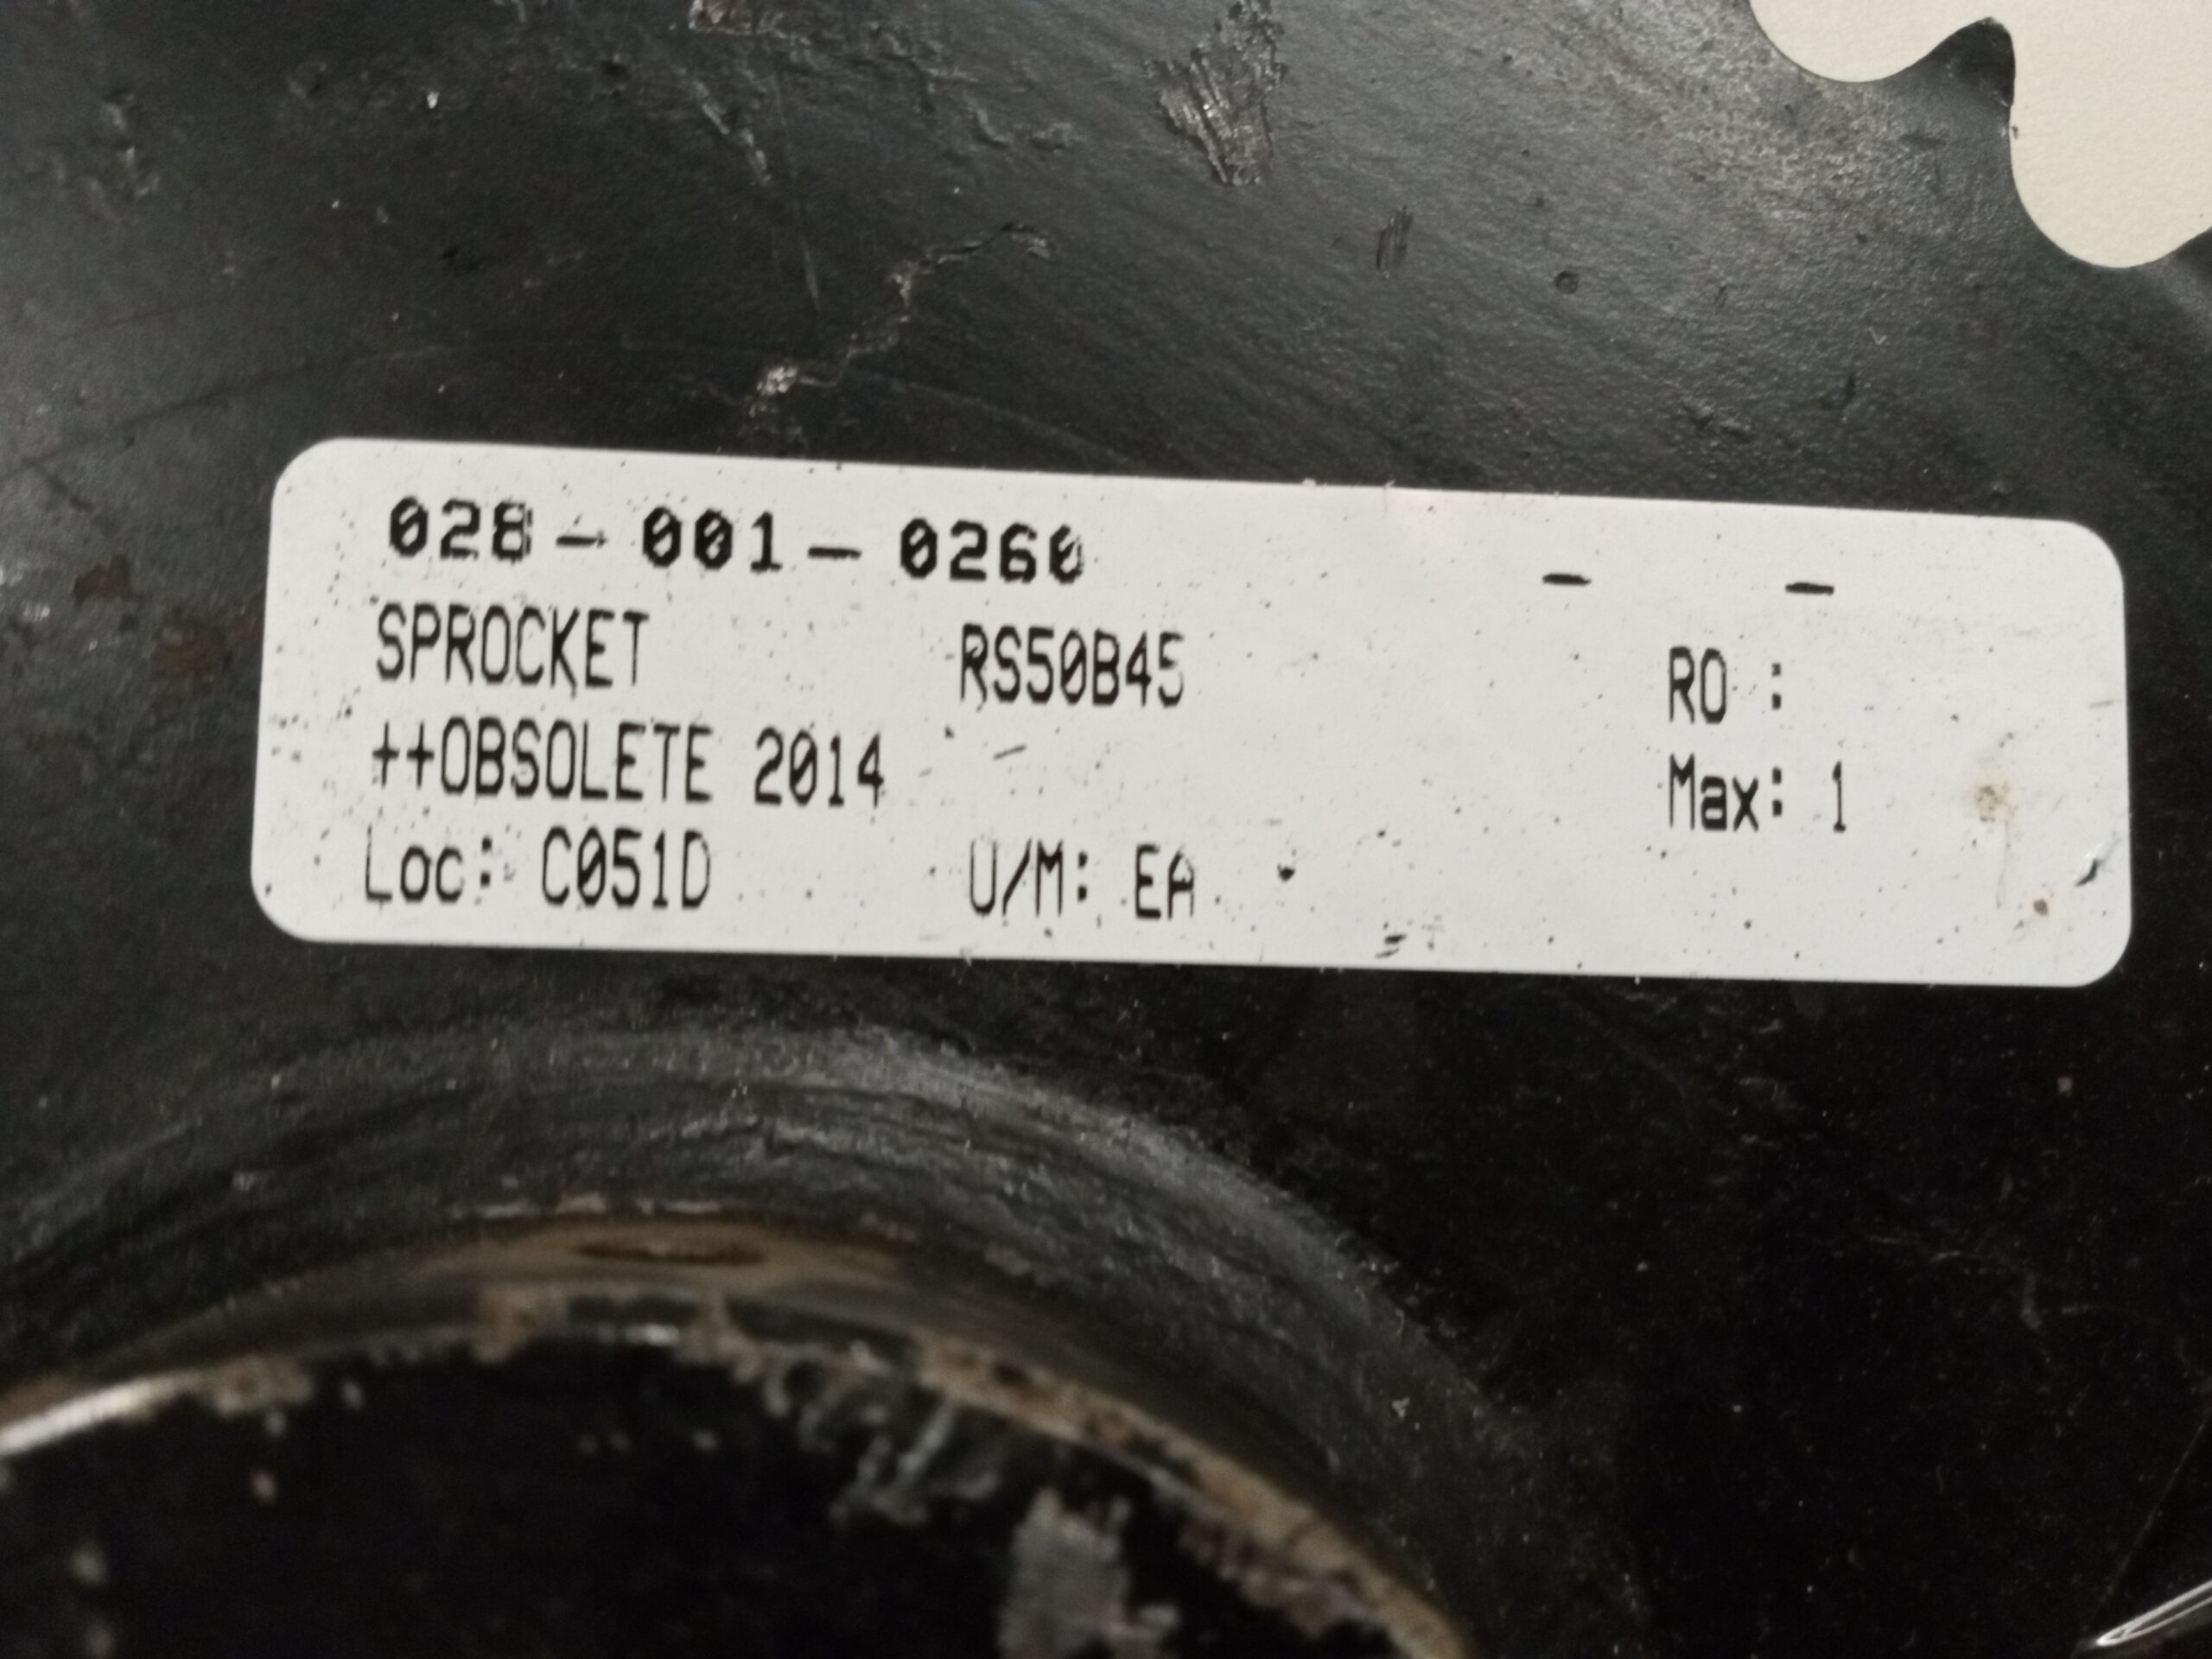 028-001-0260 - -
SPROCKET RS50B45 RO :
++OBSOLETE 2014 Max: 1
Loc: C051D U/M: EA